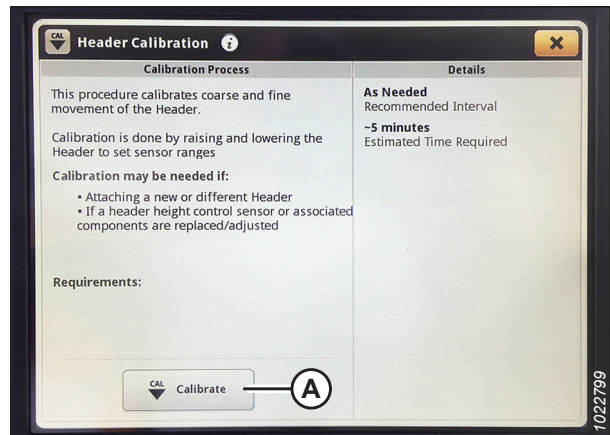 CAL
Header Calibration i
Calibration Process
This procedure calibrates coarse and fine
movement of the Header.
Calibration is done by raising and lowering the
Header to set sensor ranges
Calibration may be needed if:
• Attaching a new or different Header
• If a header height control sensor or associated
components are replaced/adjusted
Requirements:
CAL
Calibrate
A
Details
As Needed
Recommended Interval
~5 minutes
Estimated Time Required
1022799